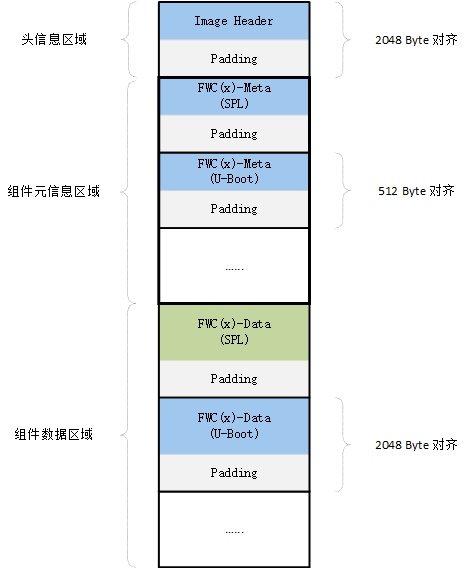 头信息区域
Image Header
Padding
2048 Byte 对齐
组件元信息区域
FWC(x)-Meta
(SPL)
Padding
FWC(x)-Meta
(U-Boot)
Padding
512 Byte 对齐
……
组件数据区域
FWC(x)-Data
(SPL)
Padding
FWC(x)-Data
(U-Boot)
Padding
2048 Byte 对齐
……